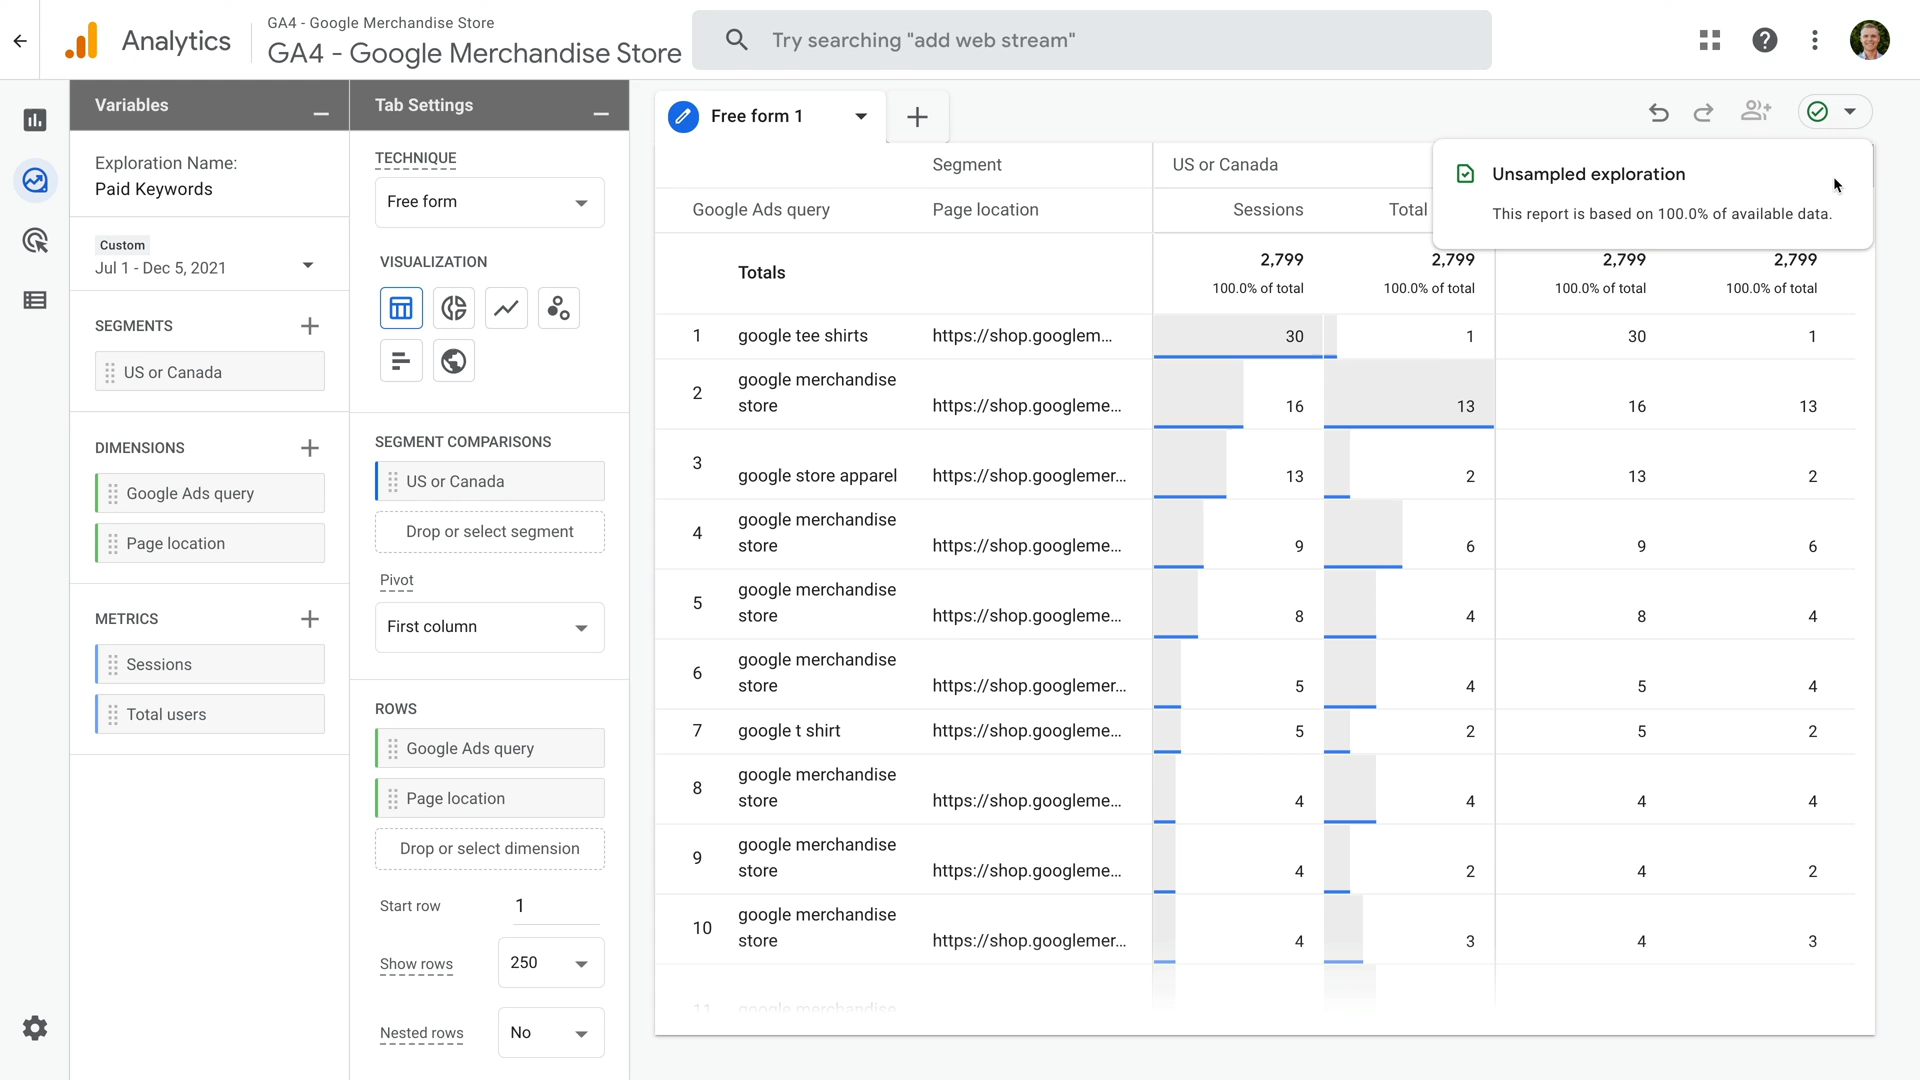 GA4 - Google Merchandise Store
Analytics
GA4 - Google Merchandise Store
Try searching "add web stream"
Variables
Exploration Name:
Paid Keywords
Custom
Jul 1 - Dec 5, 2021
SEGMENTS
US or Canada
DIMENSIONS
Google Ads query
Page location
METRICS
Sessions
Total users
Tab Settings
TECHNIQUE
Free form
VISUALIZATION
SEGMENT COMPARISONS
US or Canada
Drop or select segment
Pivot
First column
ROWS
Google Ads query
Page location
Drop or select dimension
Start row 1
Show rows 250
Nested rows No
Free form 1
Unsampled exploration
This report is based on 100.0% of available data.
Segment US or Canada
Google Ads query Page location Sessions Total
Totals 2,799 2,799 2,799 2,799
100.0% of total 100.0% of total 100.0% of total 100.0% of total
1 google tee shirts https://shop.googlem... 30 1 30 1
2 google merchandise
store https://shop.googleme... 16 13 16 13
3 google store apparel https://shop.googlemer... 13 2 13 2
4 google merchandise
store https://shop.googleme... 9 6 9 6
5 google merchandise
store https://shop.googleme... 8 4 8 4
6 google merchandise
store https://shop.googlemer... 5 4 5 4
7 google t shirt https://shop.googleme... 5 2 5 2
8 google merchandise
store https://shop.googleme... 4 4 4 4
9 google merchandise
store https://shop.googleme... 4 2 4 2
10 google merchandise
store https://shop.googlemer... 4 3 4 3
11 google merchandise